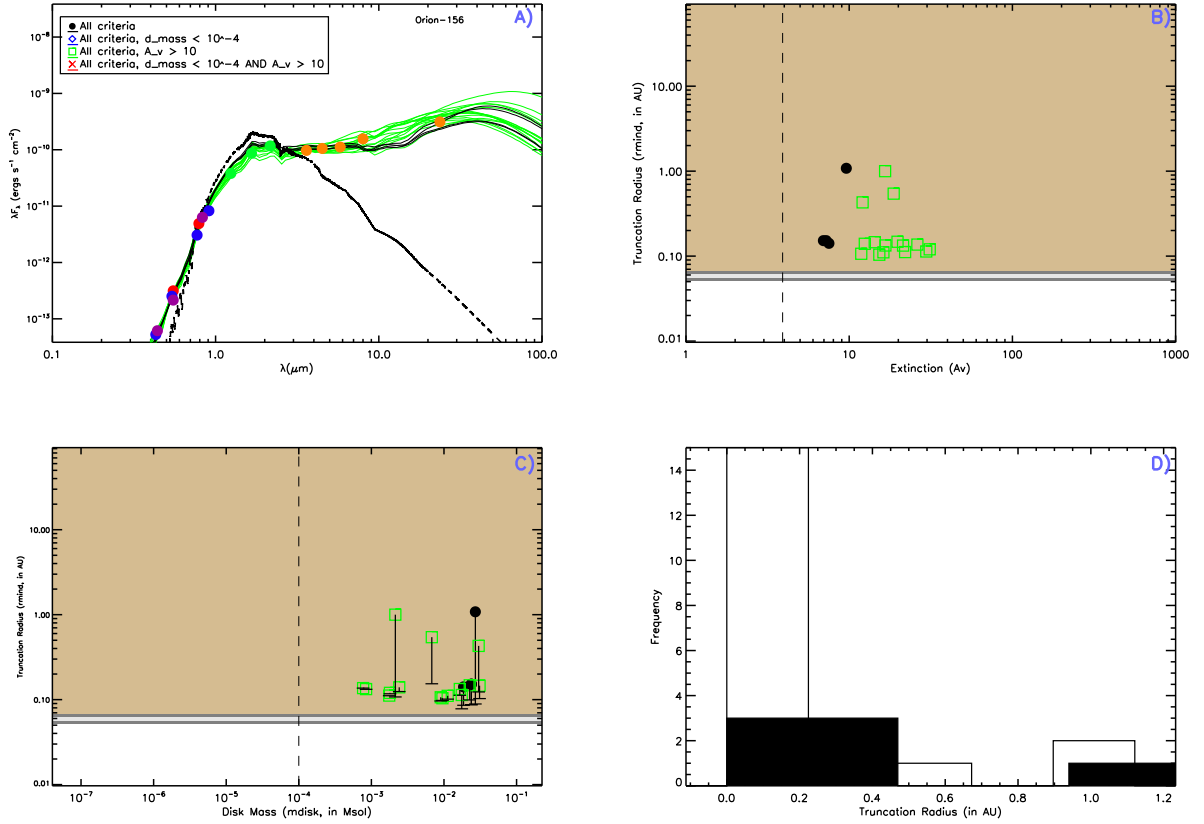 All criteria
All criteria, d_mass < 10^-4
All criteria, A_v > 10
All criteria, d_mass < 10^-4 AND A_v > 10
Orion-156
A)
10⁻⁸
10⁻⁹
10⁻¹⁰
10⁻¹¹
10⁻¹²
10⁻¹³
λFλ (ergs s⁻¹ cm⁻²)
0.1 1.0 10.0 100.0
λ(μm)
B)
100.00
1.00
0.10
0.01
Truncation Radius (rmind, in AU)
1 10 100 1000
Extinction (Av)
C)
10.00
1.00
0.10
0.01
Truncation Radius (rmind, in AU)
10⁻⁷ 10⁻⁶ 10⁻⁵ 10⁻⁴ 10⁻³ 10⁻² 10⁻¹
Disk Mass (mdisk, in Msol)
D)
14
12
10
8
6
4
2
0
Frequency
0.0 0.2 0.4 0.6 0.8 1.0 1.2
Truncation Radius (in AU)